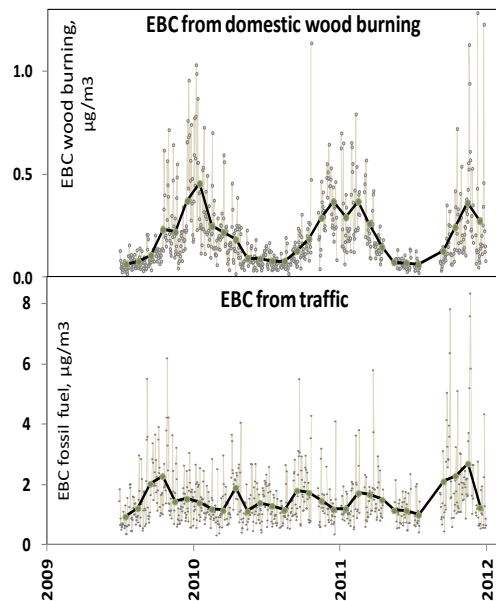 EBC from domestic wood burning
EBC wood burning,
µg/m3
1.0
0.5
0.0
EBC from traffic
EBC fossil fuel, µg/m3
8
6
4
2
0
2009
2010
2011
2012